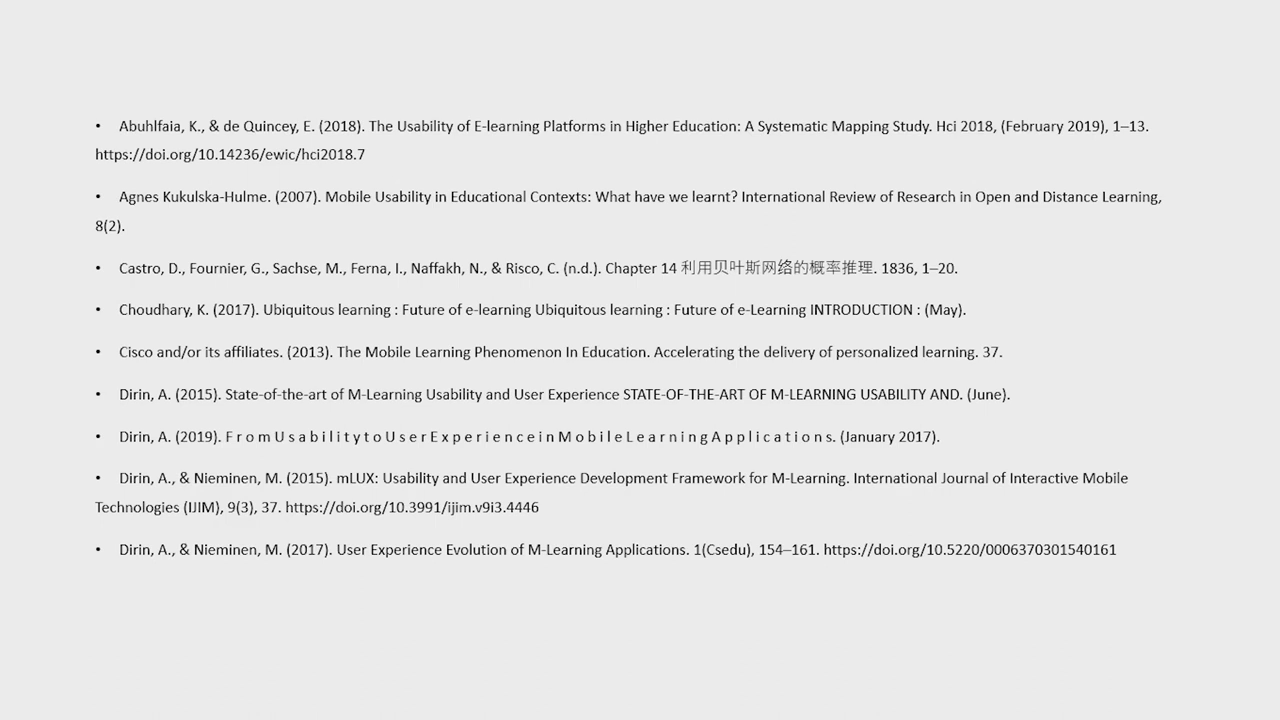 • Abuhlfaia, K., & de Quincey, E. (2018). The Usability of E-learning Platforms in Higher Education: A Systematic Mapping Study. Hci 2018, (February 2019), 1–13.
https://doi.org/10.14236/ewic/hci2018.7
• Agnes Kukulska-Hulme. (2007). Mobile Usability in Educational Contexts: What have we learnt? International Review of Research in Open and Distance Learning,
8(2).
• Castro, D., Fournier, G., Sachse, M., Ferna, I., Naffakh, N., & Risco, C. (n.d.). Chapter 14 利用贝叶斯网络的概率推理. 1836, 1–20.
• Choudhary, K. (2017). Ubiquitous learning : Future of e-learning Ubiquitous learning : Future of e-Learning INTRODUCTION : (May).
• Cisco and/or its affiliates. (2013). The Mobile Learning Phenomenon In Education. Accelerating the delivery of personalized learning. 37.
• Dirin, A. (2015). State-of-the-art of M-Learning Usability and User Experience STATE-OF-THE-ART OF M-LEARNING USABILITY AND. (June).
• Dirin, A. (2019). F r o m U s a b i l i t y t o U s e r E x p e r i e n c e i n M o b i l e L e a r n i n g A p p l i c a t i o n s. (January 2017).
• Dirin, A., & Nieminen, M. (2015). mLUX: Usability and User Experience Development Framework for M-Learning. International Journal of Interactive Mobile
Technologies (IJIM), 9(3), 37. https://doi.org/10.3991/ijim.v9i3.4446
• Dirin, A., & Nieminen, M. (2017). User Experience Evolution of M-Learning Applications. 1(Csedu), 154–161. https://doi.org/10.5220/0006370301540161